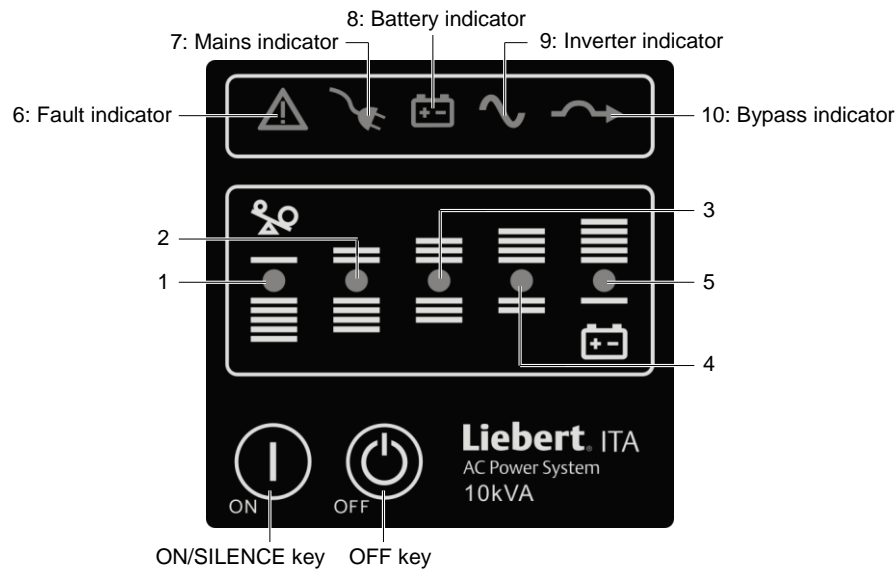 8: Battery indicator
7: Mains indicator
9: Inverter indicator
6: Fault indicator
10: Bypass indicator
3
2
1
5
4
Liebert® ITA
AC Power System
10kVA
ON
OFF
ON/SILENCE key
OFF key